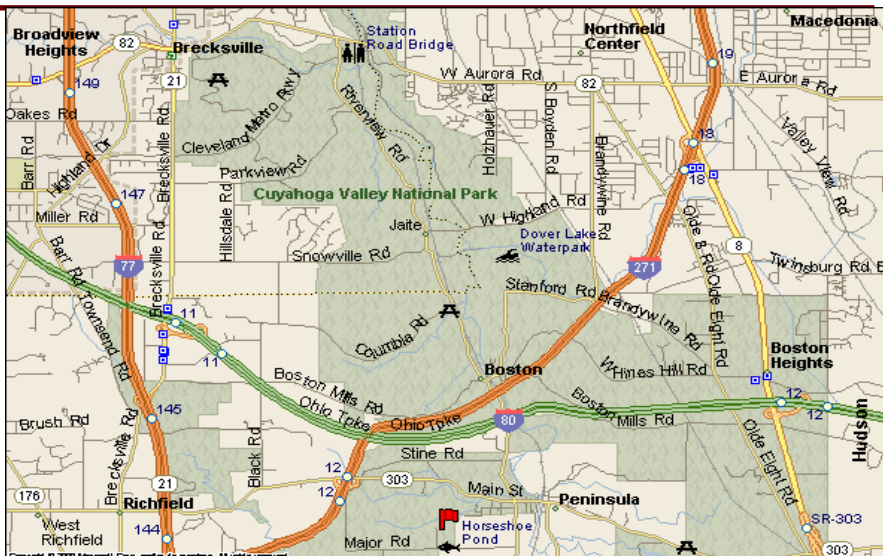 Macedonia
Station
Road Bridge
Northfield
Center
Broadview
Heights
82
Brecksville
19
W Aurora Rd
82
E Aurora Rd
149
21
Oakes Rd
Brecksville Rd
Cleveland Metro Pkwy
Riverview Rd
Holzhauer Rd
S Boyden Rd
Brandywine Rd
18
18
Valley View Rd
Barr Rd
Highland Dr
Parkview Rd
147
Cuyahoga Valley National Park
Miller Rd
Hillsdale Rd
Jaite
W Highland Rd
Dover Lake
Waterpark
Olde 8 Rd
8
Snowville Rd
77
271
Twinsburg Rd E
Barr Rd
Townsend Rd
Brecksville Rd
Stanford Rd
Brandywine Rd
Olde Eight Rd
11
11
Columbia Rd
W Hines Hill Rd
Boston
Heights
Boston
Boston Mills Rd
Ohio Tpke
Ohio Tpke
80
Boston
Mills Rd
12
12
145
Brush Rd
Brecksville Rd
Black Rd
Stine Rd
Olde Eight Rd
Hudson
12
303
12
Main St
21
176
Richfield
Peninsula
West
Richfield
144
Major Rd
Horseshoe
Pond
SR-303
303